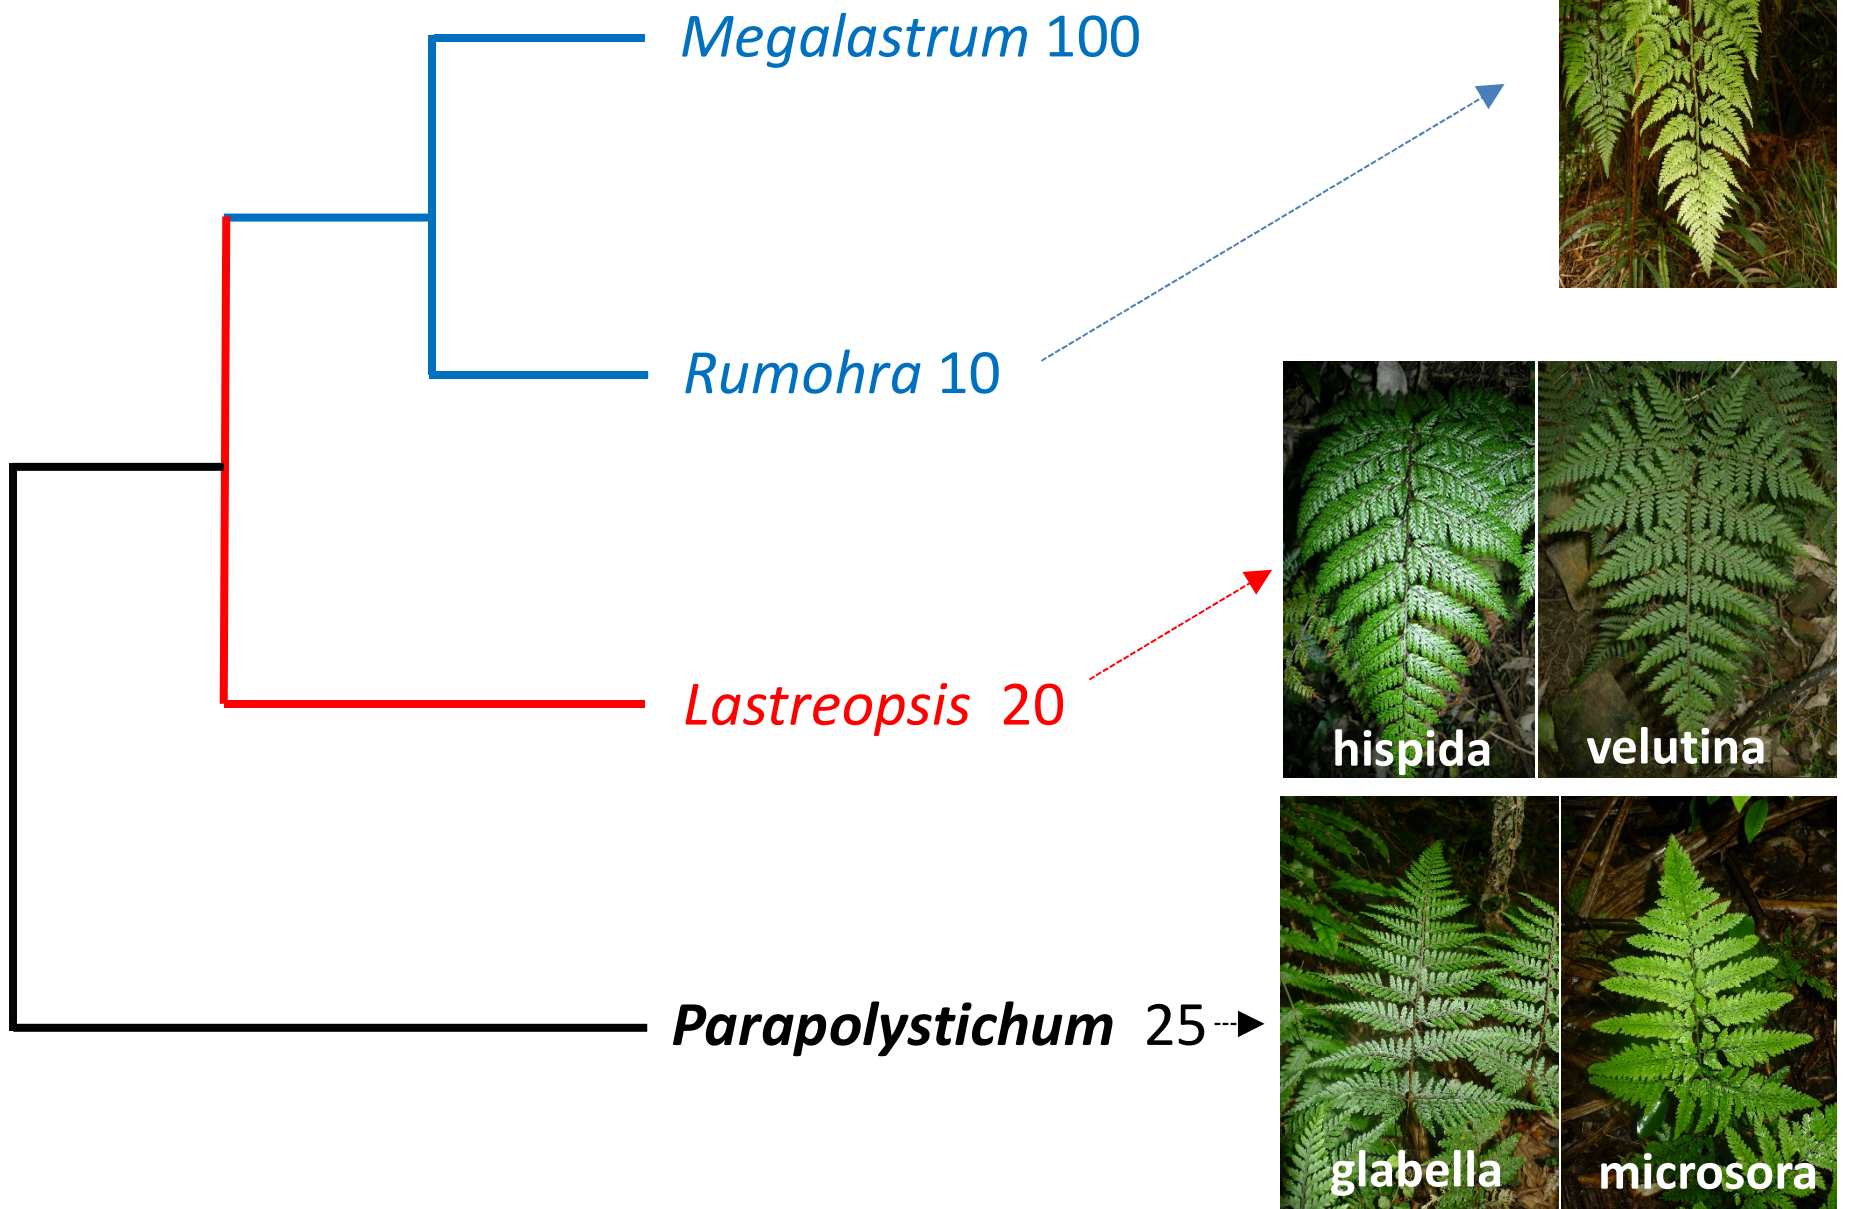 Megalastrum 100
Rumohra 10
Lastreopsis 20
hispida
velutina
Parapolystichum 25
glabella
microsora